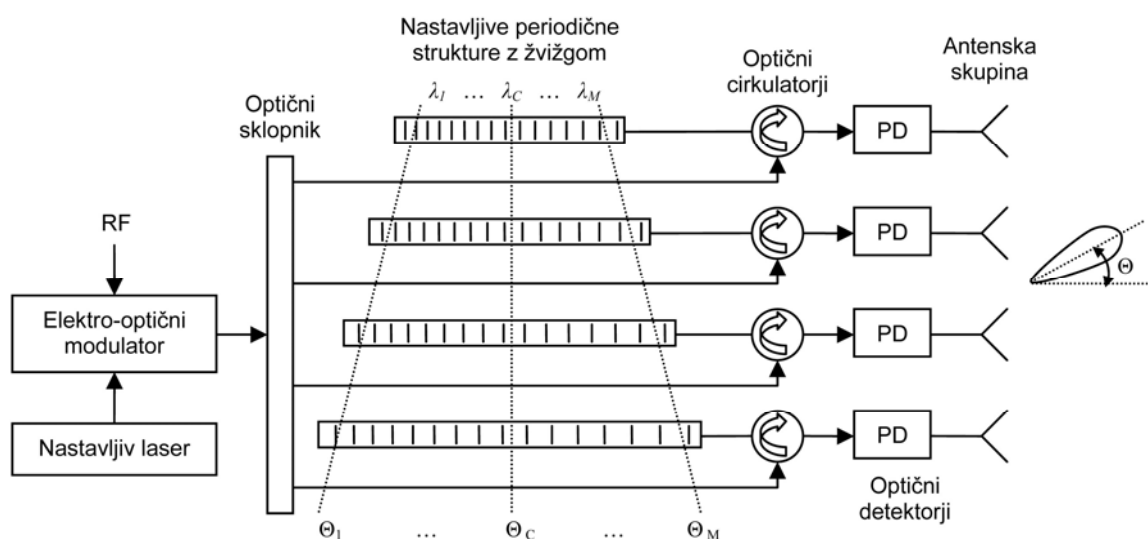 Nastavljive periodične
strukture z žvižgom
λ1 … λC … λM
Optični
sklopnik
Optični
cirkulatorji
Antenska
skupina
PD
RF
PD
Θ
Elektro-optični
modulator
PD
Nastavljiv laser
PD
Optični
detektorji
Θ1 … ΘC … ΘM